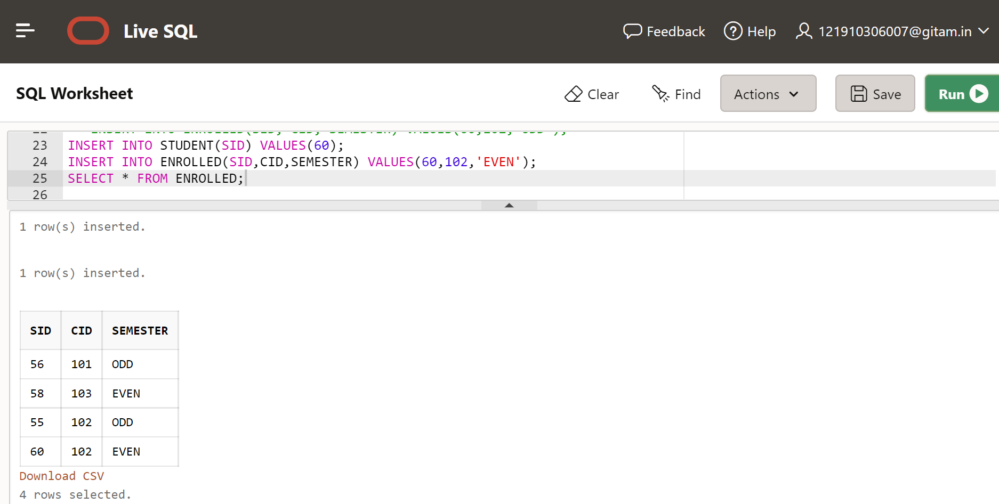 Live SQL
Feedback
Help
121910306007@gitam.in
SQL Worksheet
Clear
Find
Actions
Save
Run
23 INSERT INTO STUDENT(SID) VALUES(60);
24 INSERT INTO ENROLLED(SID,CID,SEMESTER) VALUES(60,102,'EVEN');
25 SELECT * FROM ENROLLED;
26
1 row(s) inserted.
1 row(s) inserted.
SID CID SEMESTER
56 101 ODD
58 103 EVEN
55 102 ODD
60 102 EVEN
Download CSV
4 rows selected.